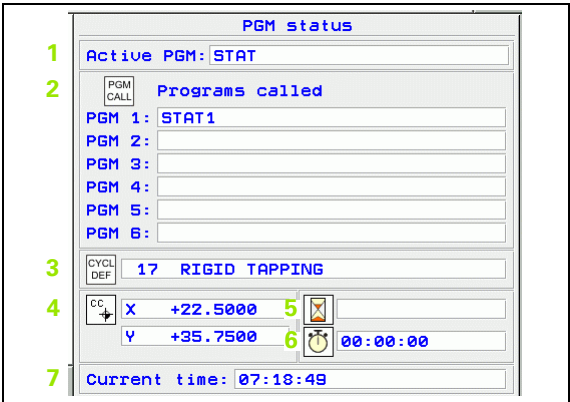 PGM status
1 Active PGM: STAT
2 PGM CALL Programs called
PGM 1: STAT1
PGM 2:
PGM 3:
PGM 4:
PGM 5:
PGM 6:
3 CYCL DEF 17 RIGID TAPPING
4 CC X +22.5000 5
Y +35.7500 6 00:00:00
7 Current time: 07:18:49